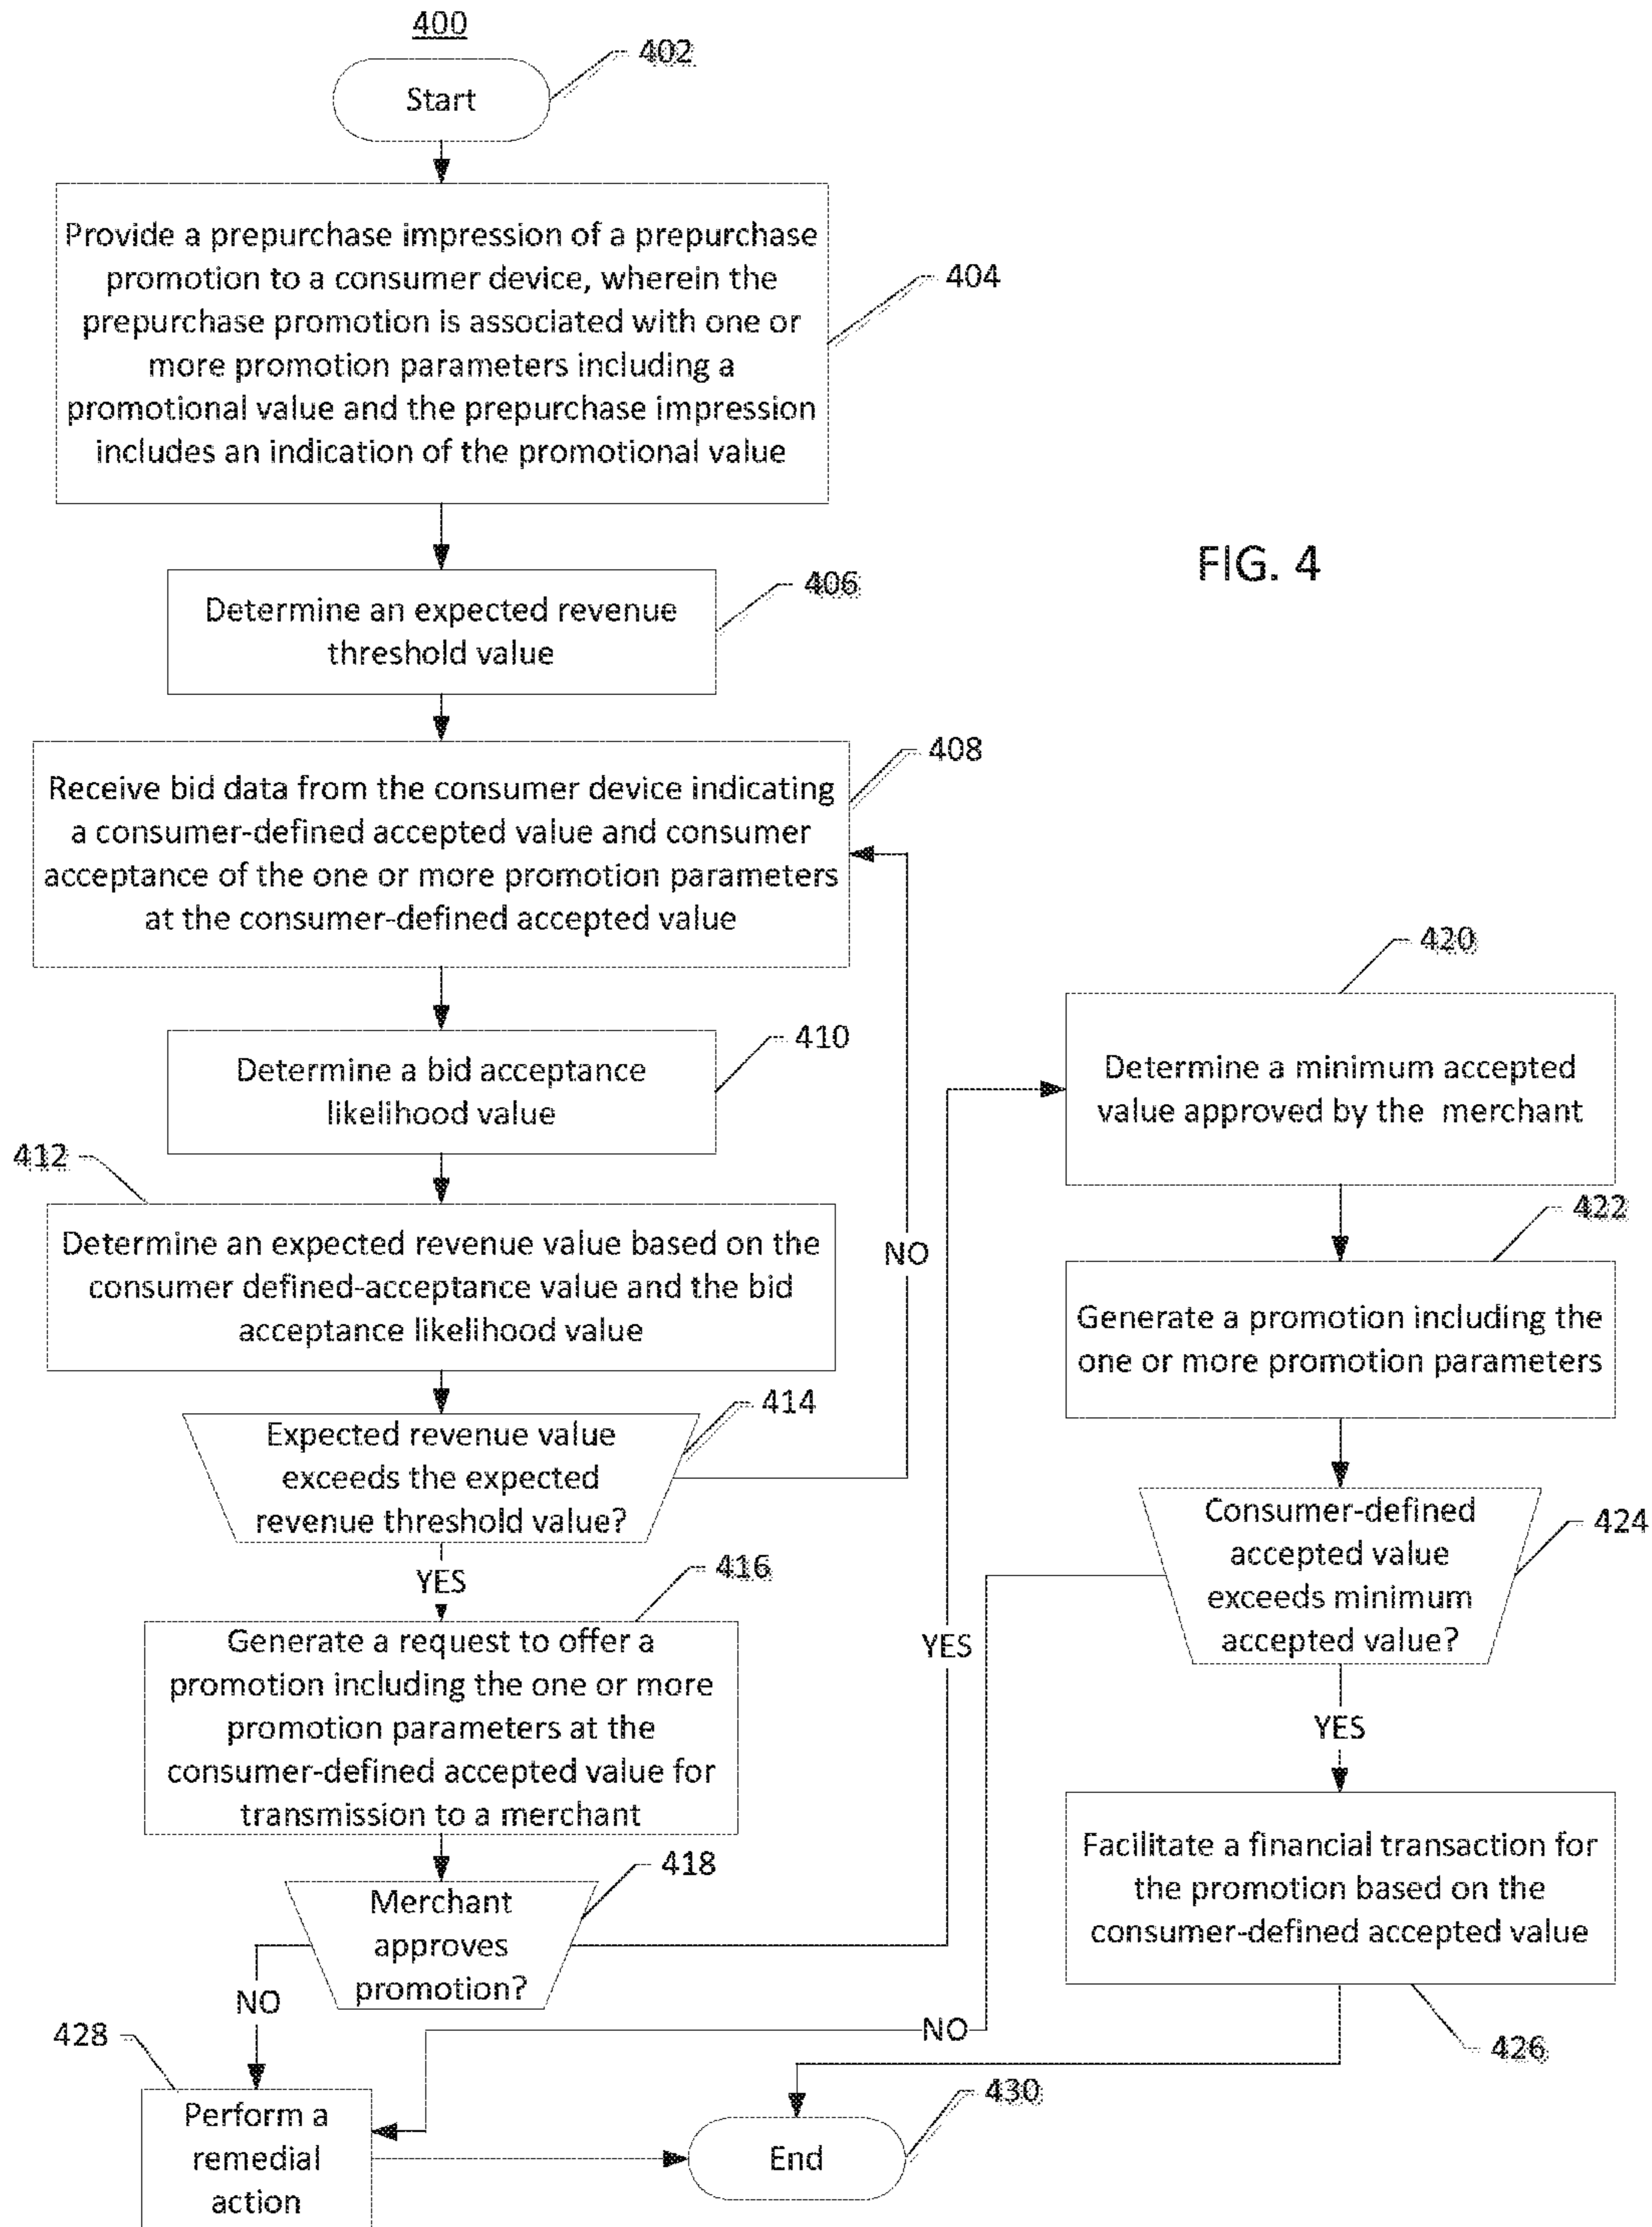 400
402
Start
Provide a prepurchase impression of a prepurchase
promotion to a consumer device, wherein the
prepurchase promotion is associated with one or
more promotion parameters including a
promotional value and the prepurchase impression
includes an indication of the promotional value
404
FIG. 4
406
Determine an expected revenue
threshold value
408
Receive bid data from the consumer device indicating
a consumer-defined accepted value and consumer
acceptance of the one or more promotion parameters
at the consumer-defined accepted value
410
Determine a bid acceptance
likelihood value
412
Determine an expected revenue value based on the
consumer defined-acceptance value and the bid
acceptance likelihood value
NO
414
Expected revenue value
exceeds the expected
revenue threshold value?
YES
416
Generate a request to offer a
promotion including the one or more
promotion parameters at the
consumer-defined accepted value for
transmission to a merchant
418
Merchant
approves
promotion?
YES
NO
420
Determine a minimum accepted
value approved by the merchant
422
Generate a promotion including the
one or more promotion parameters
424
Consumer-defined
accepted value
exceeds minimum
accepted value?
YES
NO
Facilitate a financial transaction for
the promotion based on the
consumer-defined accepted value
426
428
Perform a
remedial
action
430
End